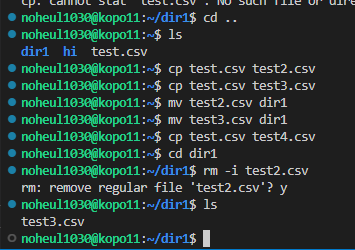 cp: cannot stat 'test.csv': No such file or dire
noheul1030@kopo11:~/dir1$ cd ..
noheul1030@kopo11:~$ ls
dir1 hi test.csv
noheul1030@kopo11:~$ cp test.csv test2.csv
noheul1030@kopo11:~$ cp test.csv test3.csv
noheul1030@kopo11:~$ mv test2.csv dir1
noheul1030@kopo11:~$ mv test3.csv dir1
noheul1030@kopo11:~$ cp test.csv test4.csv
noheul1030@kopo11:~$ cd dir1
noheul1030@kopo11:~/dir1$ rm -i test2.csv
rm: remove regular file 'test2.csv'? y
noheul1030@kopo11:~/dir1$ ls
test3.csv
noheul1030@kopo11:~/dir1$